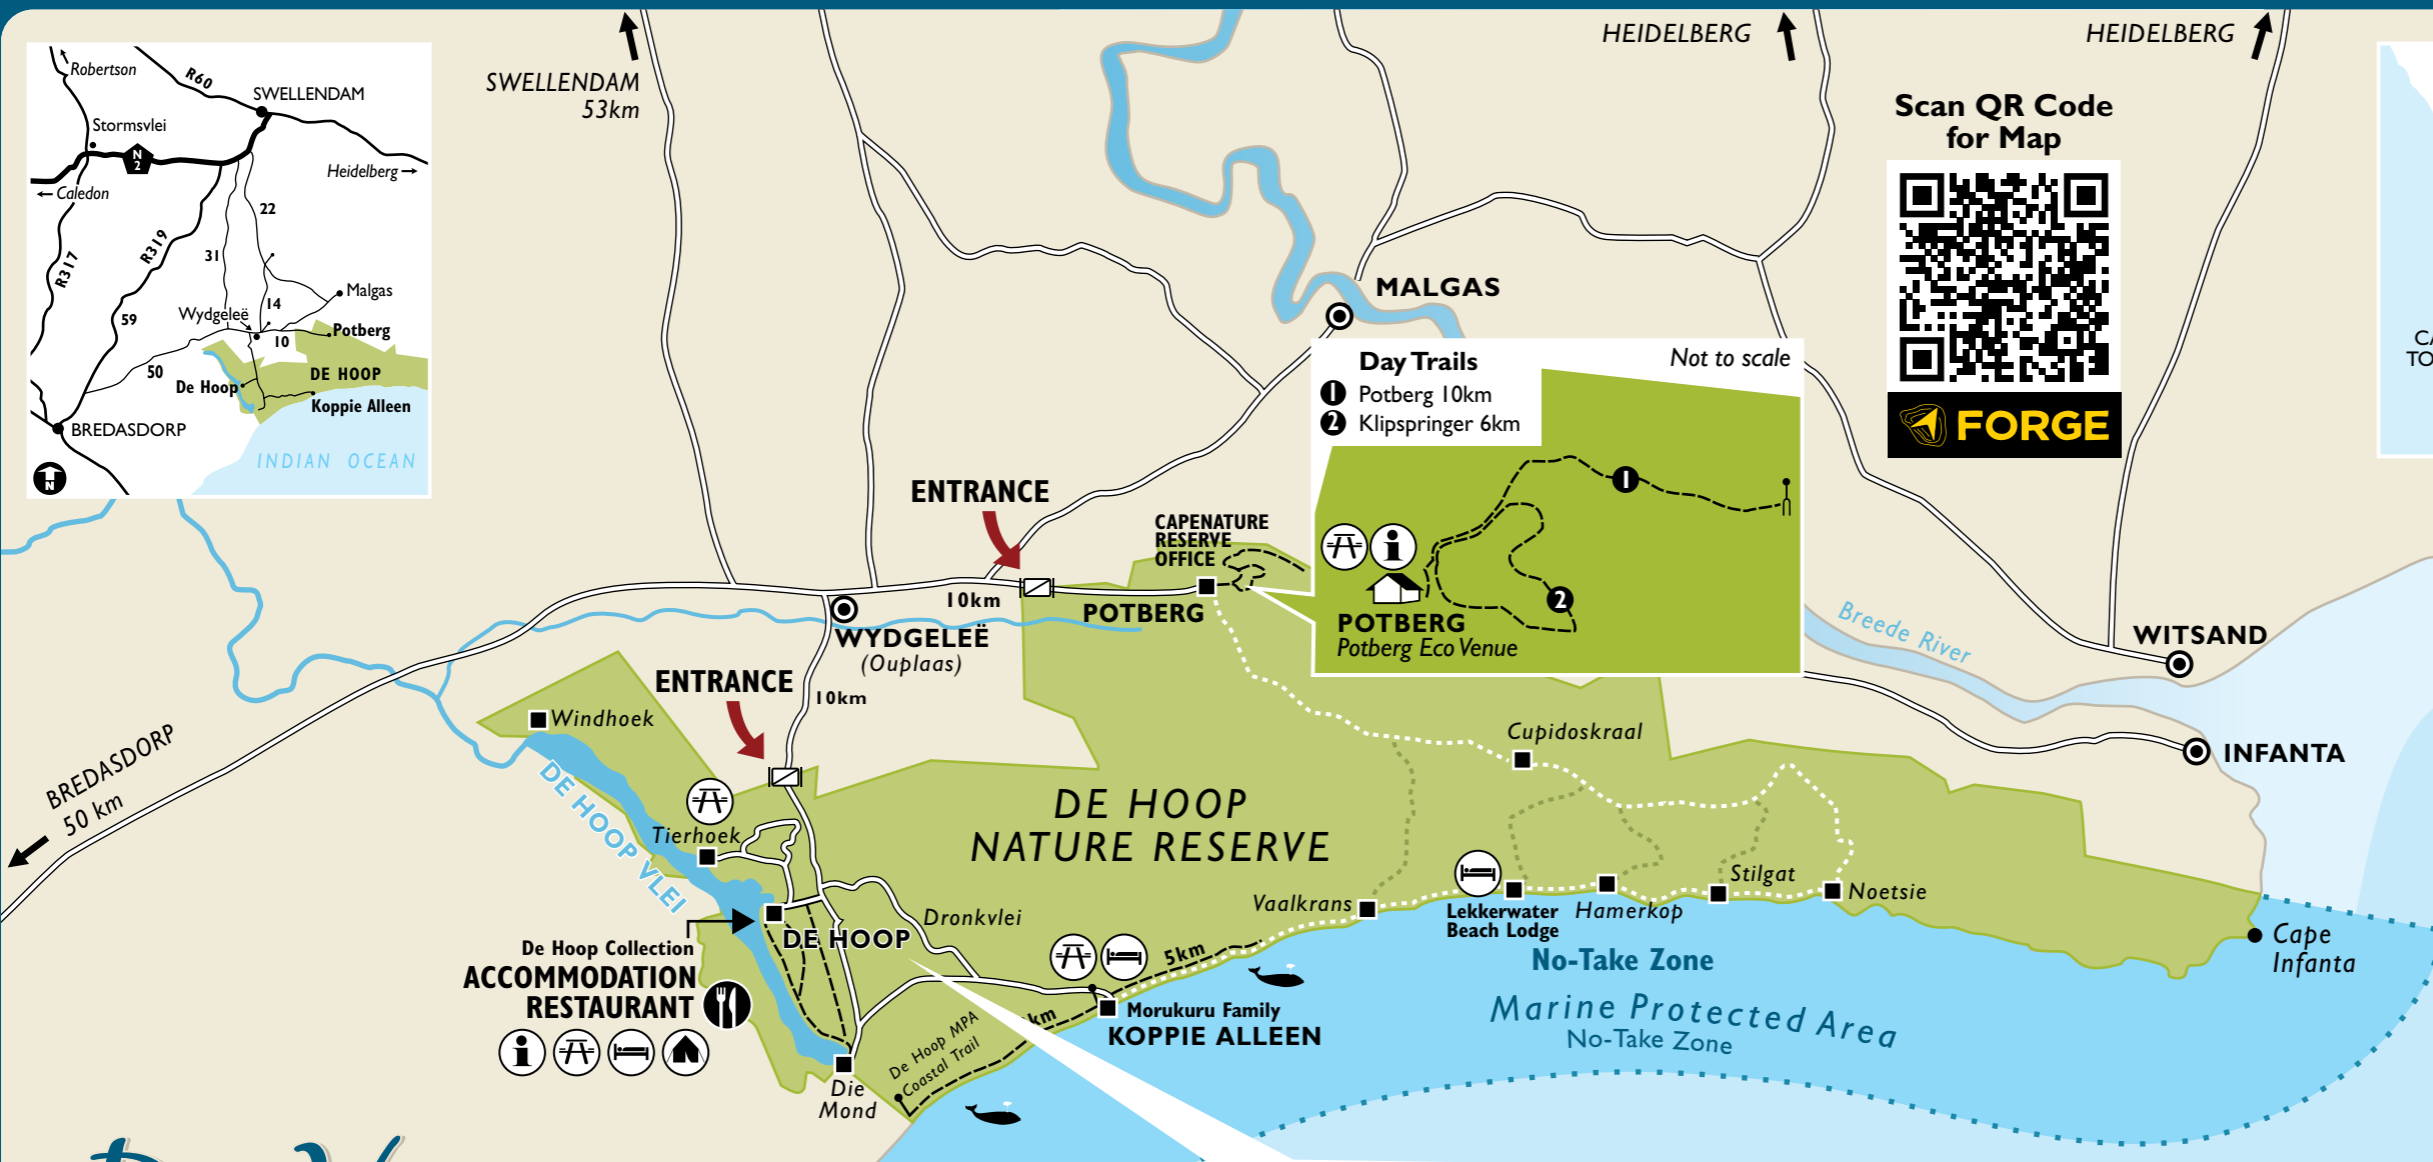 Robertson
R60
SWELLENDAM
Stormsvlei
N
2
Heidelberg
Caledon
22
R317
R319
31
Malgas
14
Wydgeleë
59
Potberg
10
50
De Hoop
DE HOOP
Koppie Alleen
BREDASDORP
INDIAN OCEAN
N
SWELLENDAM
53km
HEIDELBERG
HEIDELBERG
Scan QR Code
for Map
FORGE
MALGAS
Day Trails
Not to scale
1 Potberg 10km
2 Klipspringer 6km
1
2
i
POTBERG
Potberg Eco Venue
ENTRANCE
CAPENATURE
RESERVE
OFFICE
10km
POTBERG
WYDGELEË
(Ouplaas)
ENTRANCE
10km
Breede River
WITSAND
INFANTA
Windhoek
BREDASDORP
50 km
DE HOOP VLEI
Tierhoek
Cupidoskraal
DE HOOP
NATURE RESERVE
Stilgat
Vaalkrans
Lekkerwater
Beach Lodge
Hamerkop
Noetsie
Dronkvlei
DE HOOP
De Hoop Collection
ACCOMMODATION
RESTAURANT
i
5km
No-Take Zone
Cape
Infanta
Marine Protected Area
No-Take Zone
Morukuru Family
KOPPIE ALLEEN
De Hoop MPA
Coastal Trail
km
Die
Mond